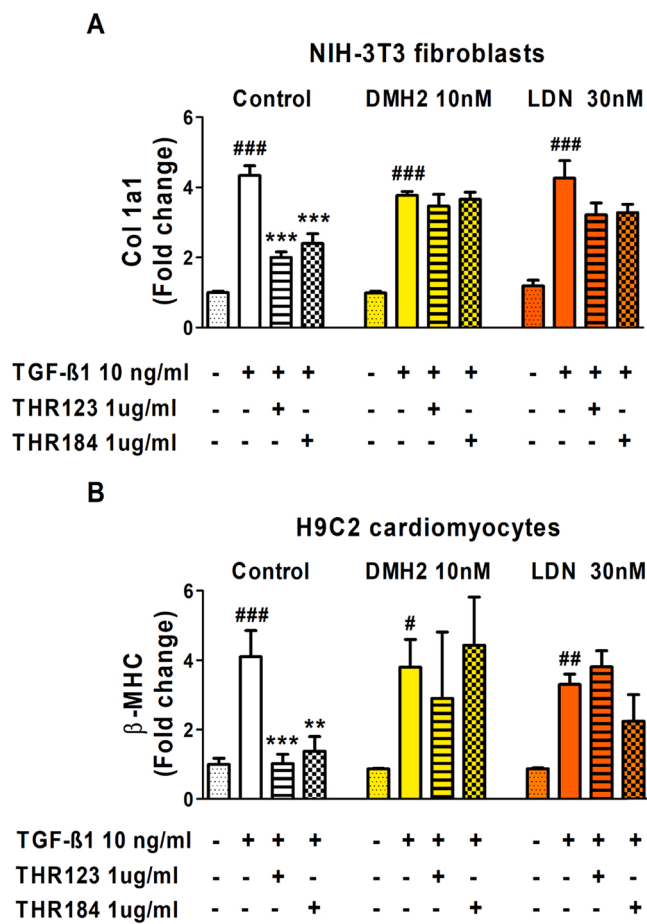 A
NIH-3T3 fibroblasts
Control DMH2 10nM LDN 30nM
Col 1a1
(Fold change)
6
4
2
0
### *** *** ### ###
TGF-ß1 10 ng/ml - + + + - + + + - + + +
THR123 1ug/ml - - + - - - + - - - + -
THR184 1ug/ml - - - + - - - + - - - +
B
H9C2 cardiomyocytes
Control DMH2 10nM LDN 30nM
β-MHC
(Fold change)
6
4
2
0
### *** ** # ##
TGF-ß1 10 ng/ml - + + + - + + + - + + +
THR123 1ug/ml - - + - - - + - - - + -
THR184 1ug/ml - - - + - - - + - - - +